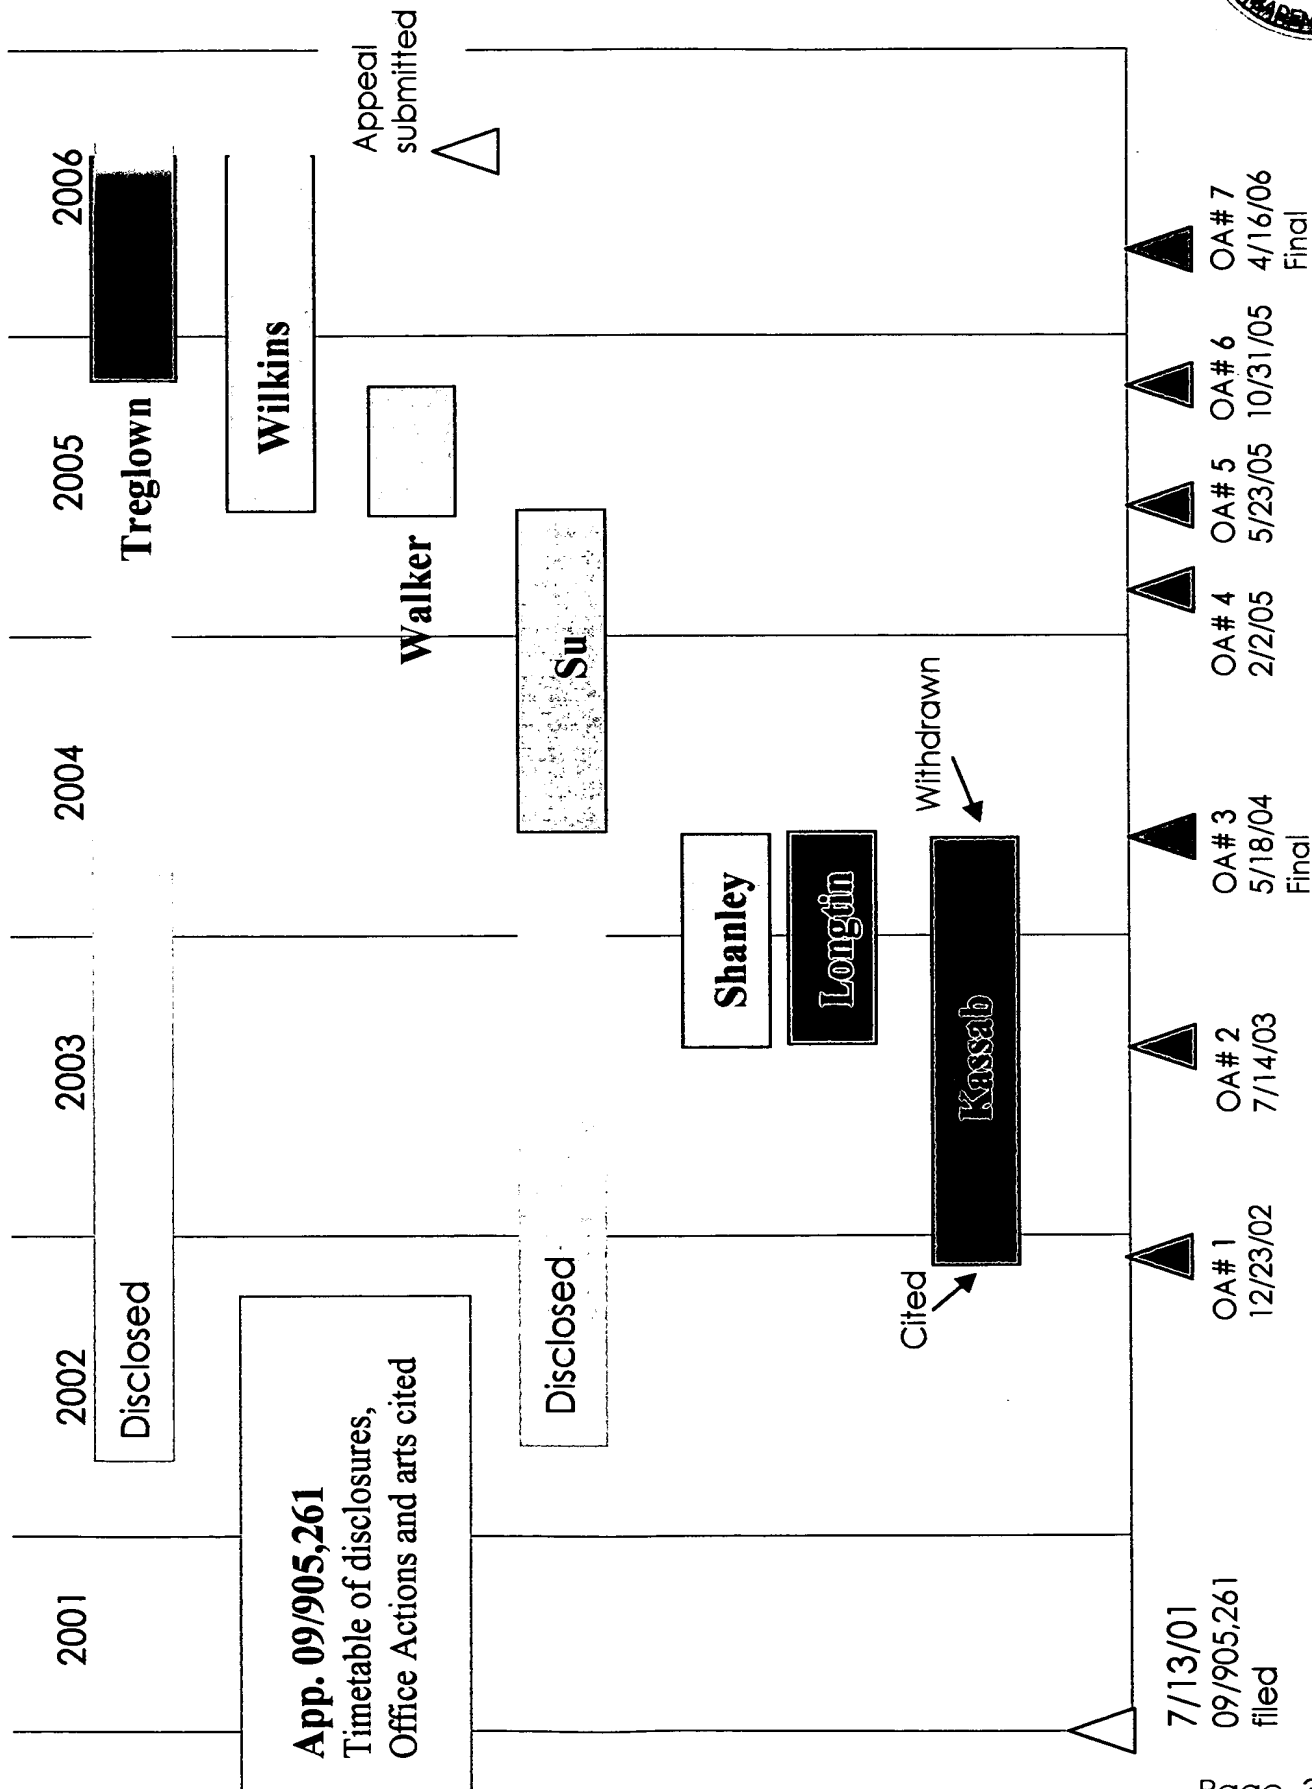 2001
2002
2003
2004
2005
2006
App. 09/905,261
Timetable of disclosures,
Office Actions and arts cited
Disclosed
Treglown
Wilkins
Walker
Appeal
submitted
Disclosed
Su
Shanley
Longtin
Cited
Kassab
Withdrawn
7/13/01
09/905,261
filed
OA# 1
12/23/02
OA# 2
7/14/03
OA# 3
5/18/04
Final
OA# 4
2/2/05
OA# 5
5/23/05
OA# 6
10/31/05
OA# 7
4/16/06
Final